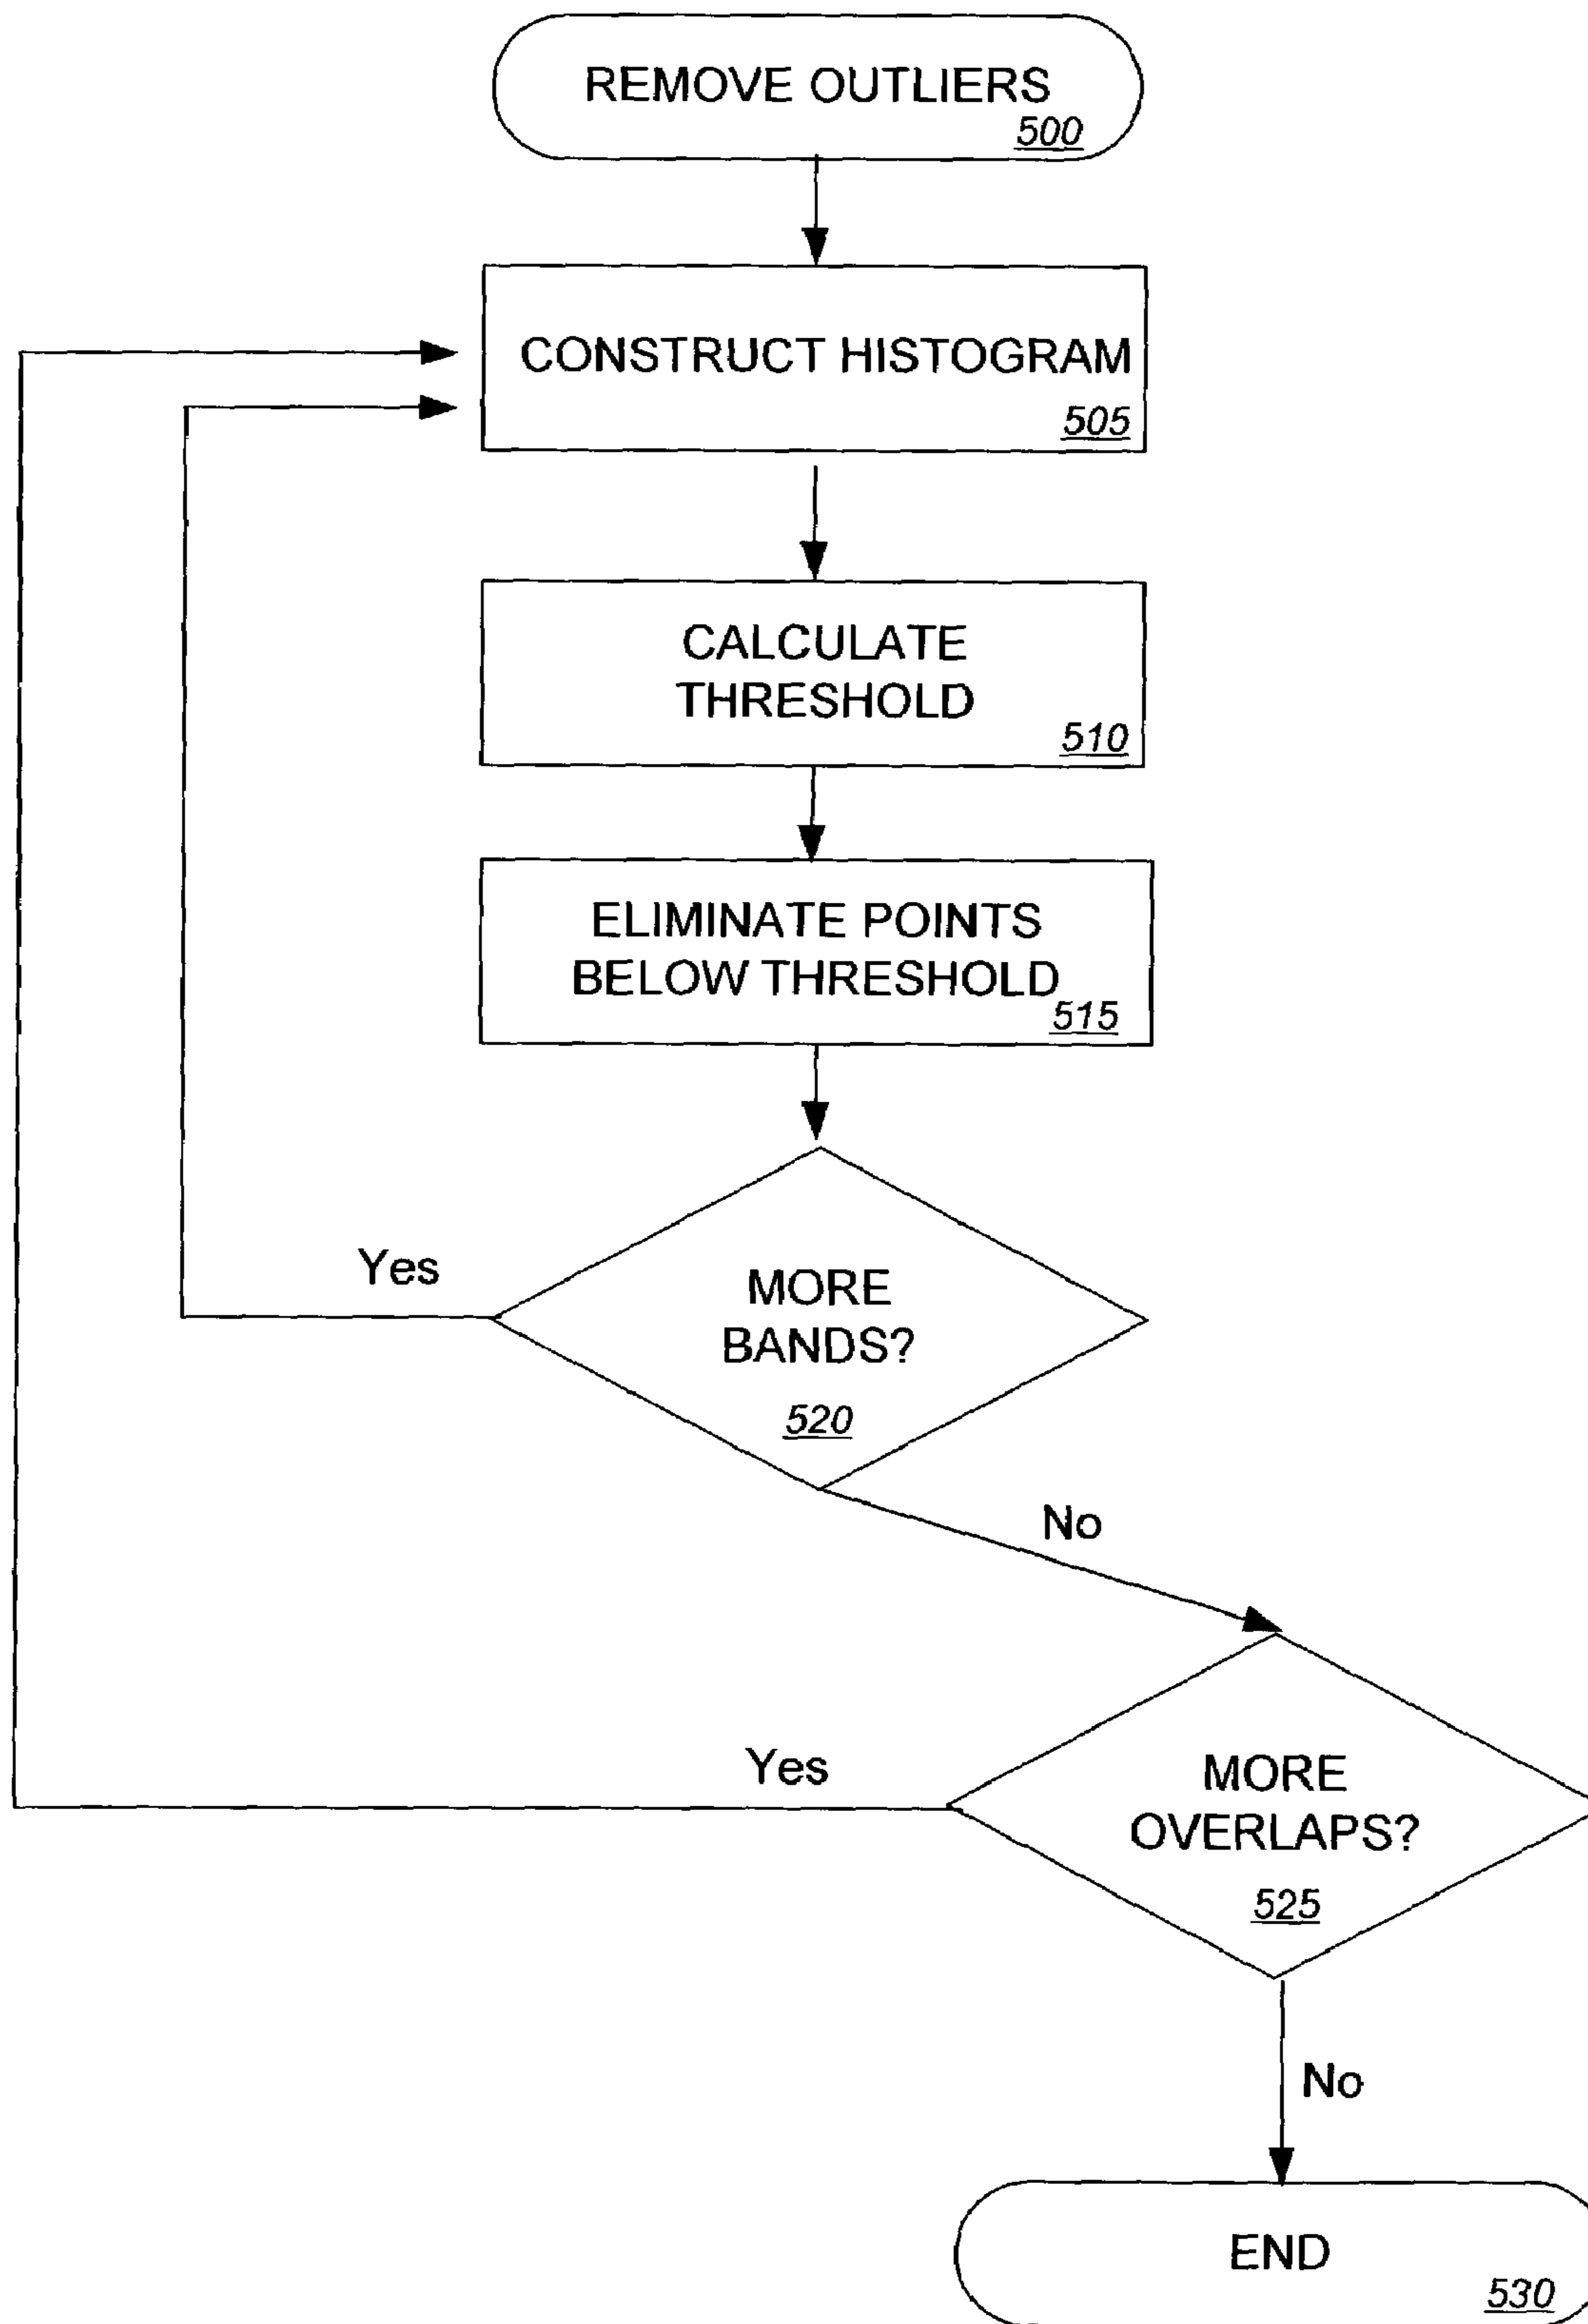 REMOVE OUTLIERS
500
CONSTRUCT HISTOGRAM
505
CALCULATE
THRESHOLD
510
ELIMINATE POINTS
BELOW THRESHOLD
515
Yes
MORE
BANDS?
520
No
Yes
MORE
OVERLAPS?
525
No
END
530